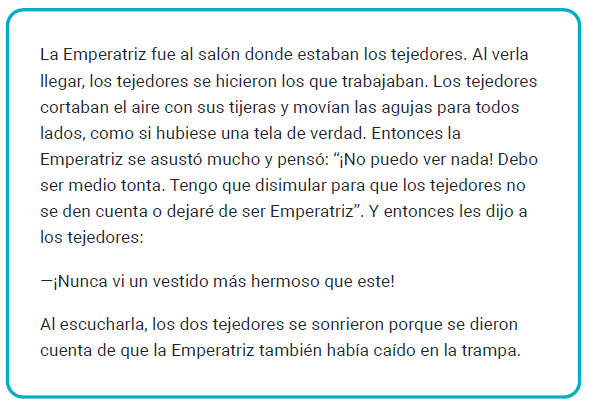 La Emperatriz fue al salón donde estaban los tejedores. Al verla
llegar, los tejedores se hicieron los que trabajaban. Los tejedores
cortaban el aire con sus tijeras y movían las agujas para todos
lados, como si hubiese una tela de verdad. Entonces la
Emperatriz se asustó mucho y pensó: “¡No puedo ver nada! Debo
ser medio tonta. Tengo que disimular para que los tejedores no
se den cuenta o dejaré de ser Emperatriz”. Y entonces les dijo a
los tejedores:
—¡Nunca vi un vestido más hermoso que este!
Al escucharla, los dos tejedores se sonrieron porque se dieron
cuenta de que la Emperatriz también había caído en la trampa.